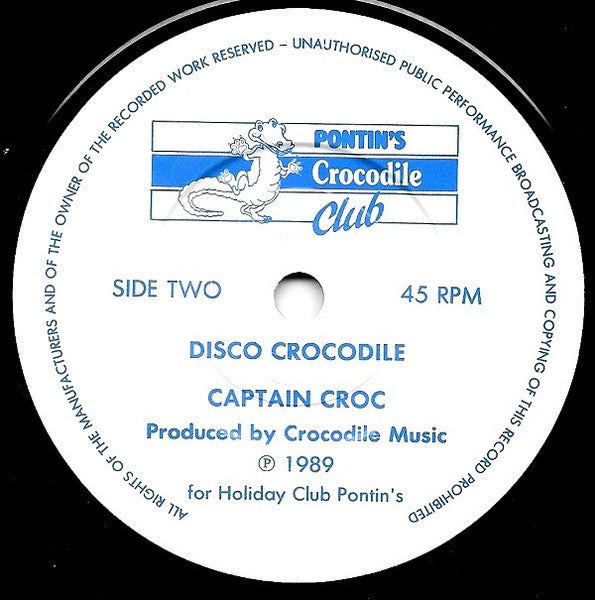 ALL RIGHTS OF THE MANUFACTURERS AND OF THE OWNER OF THE RECORDED WORK RESERVED – UNAUTHORISED PUBLIC PERFORMANCE BROADCASTING AND COPYING OF THIS RECORD PROHIBITED
PONTIN'S
Crocodile
Club
SIDE TWO
45 RPM
DISCO CROCODILE
CAPTAIN CROC
Produced by Crocodile Music
℗ 1989
for Holiday Club Pontin's